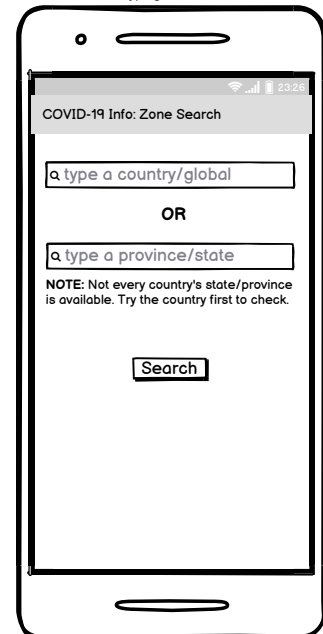 23:26
COVID-19 Info: Zone Search
type a country/global
OR
type a province/state
NOTE: Not every country's state/province
is available. Try the country first to check.
Search